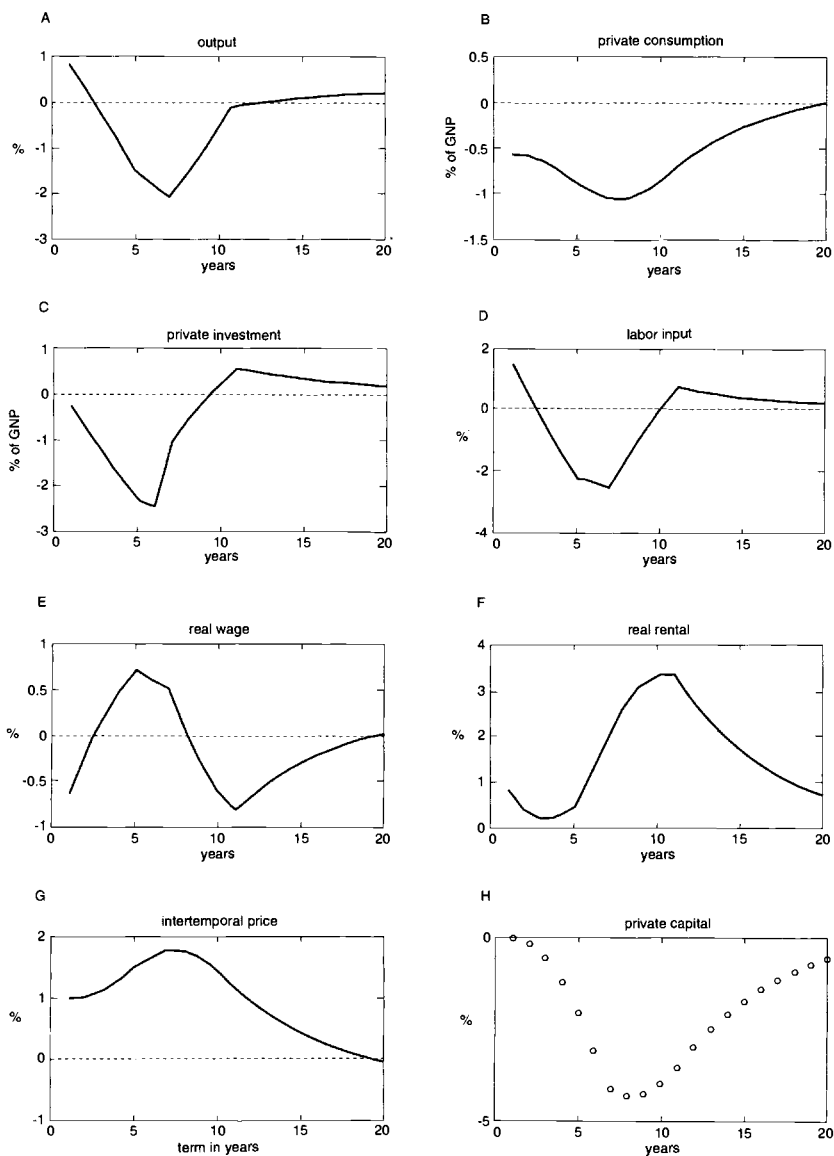 A
output
1
0
%
-1
-2
-3
0 5 10 15 20
years
B
private consumption
0.5
0
% of GNP
-0.5
-1
-1.5
0 5 10 15 20
years
C
private investment
1
0
% of GNP
-1
-2
-3
0 5 10 15 20
years
D
labor input
2
0
%
-2
-4
0 5 10 15 20
years
E
real wage
1
0.5
%
0
-0.5
-1
0 5 10 15 20
years
F
real rental
4
3
%
2
1
0
0 5 10 15 20
years
G
intertemporal price
2
1
%
0
-1
0 5 10 15 20
term in years
H
private capital
0
%
-5
0 5 10 15 20
years